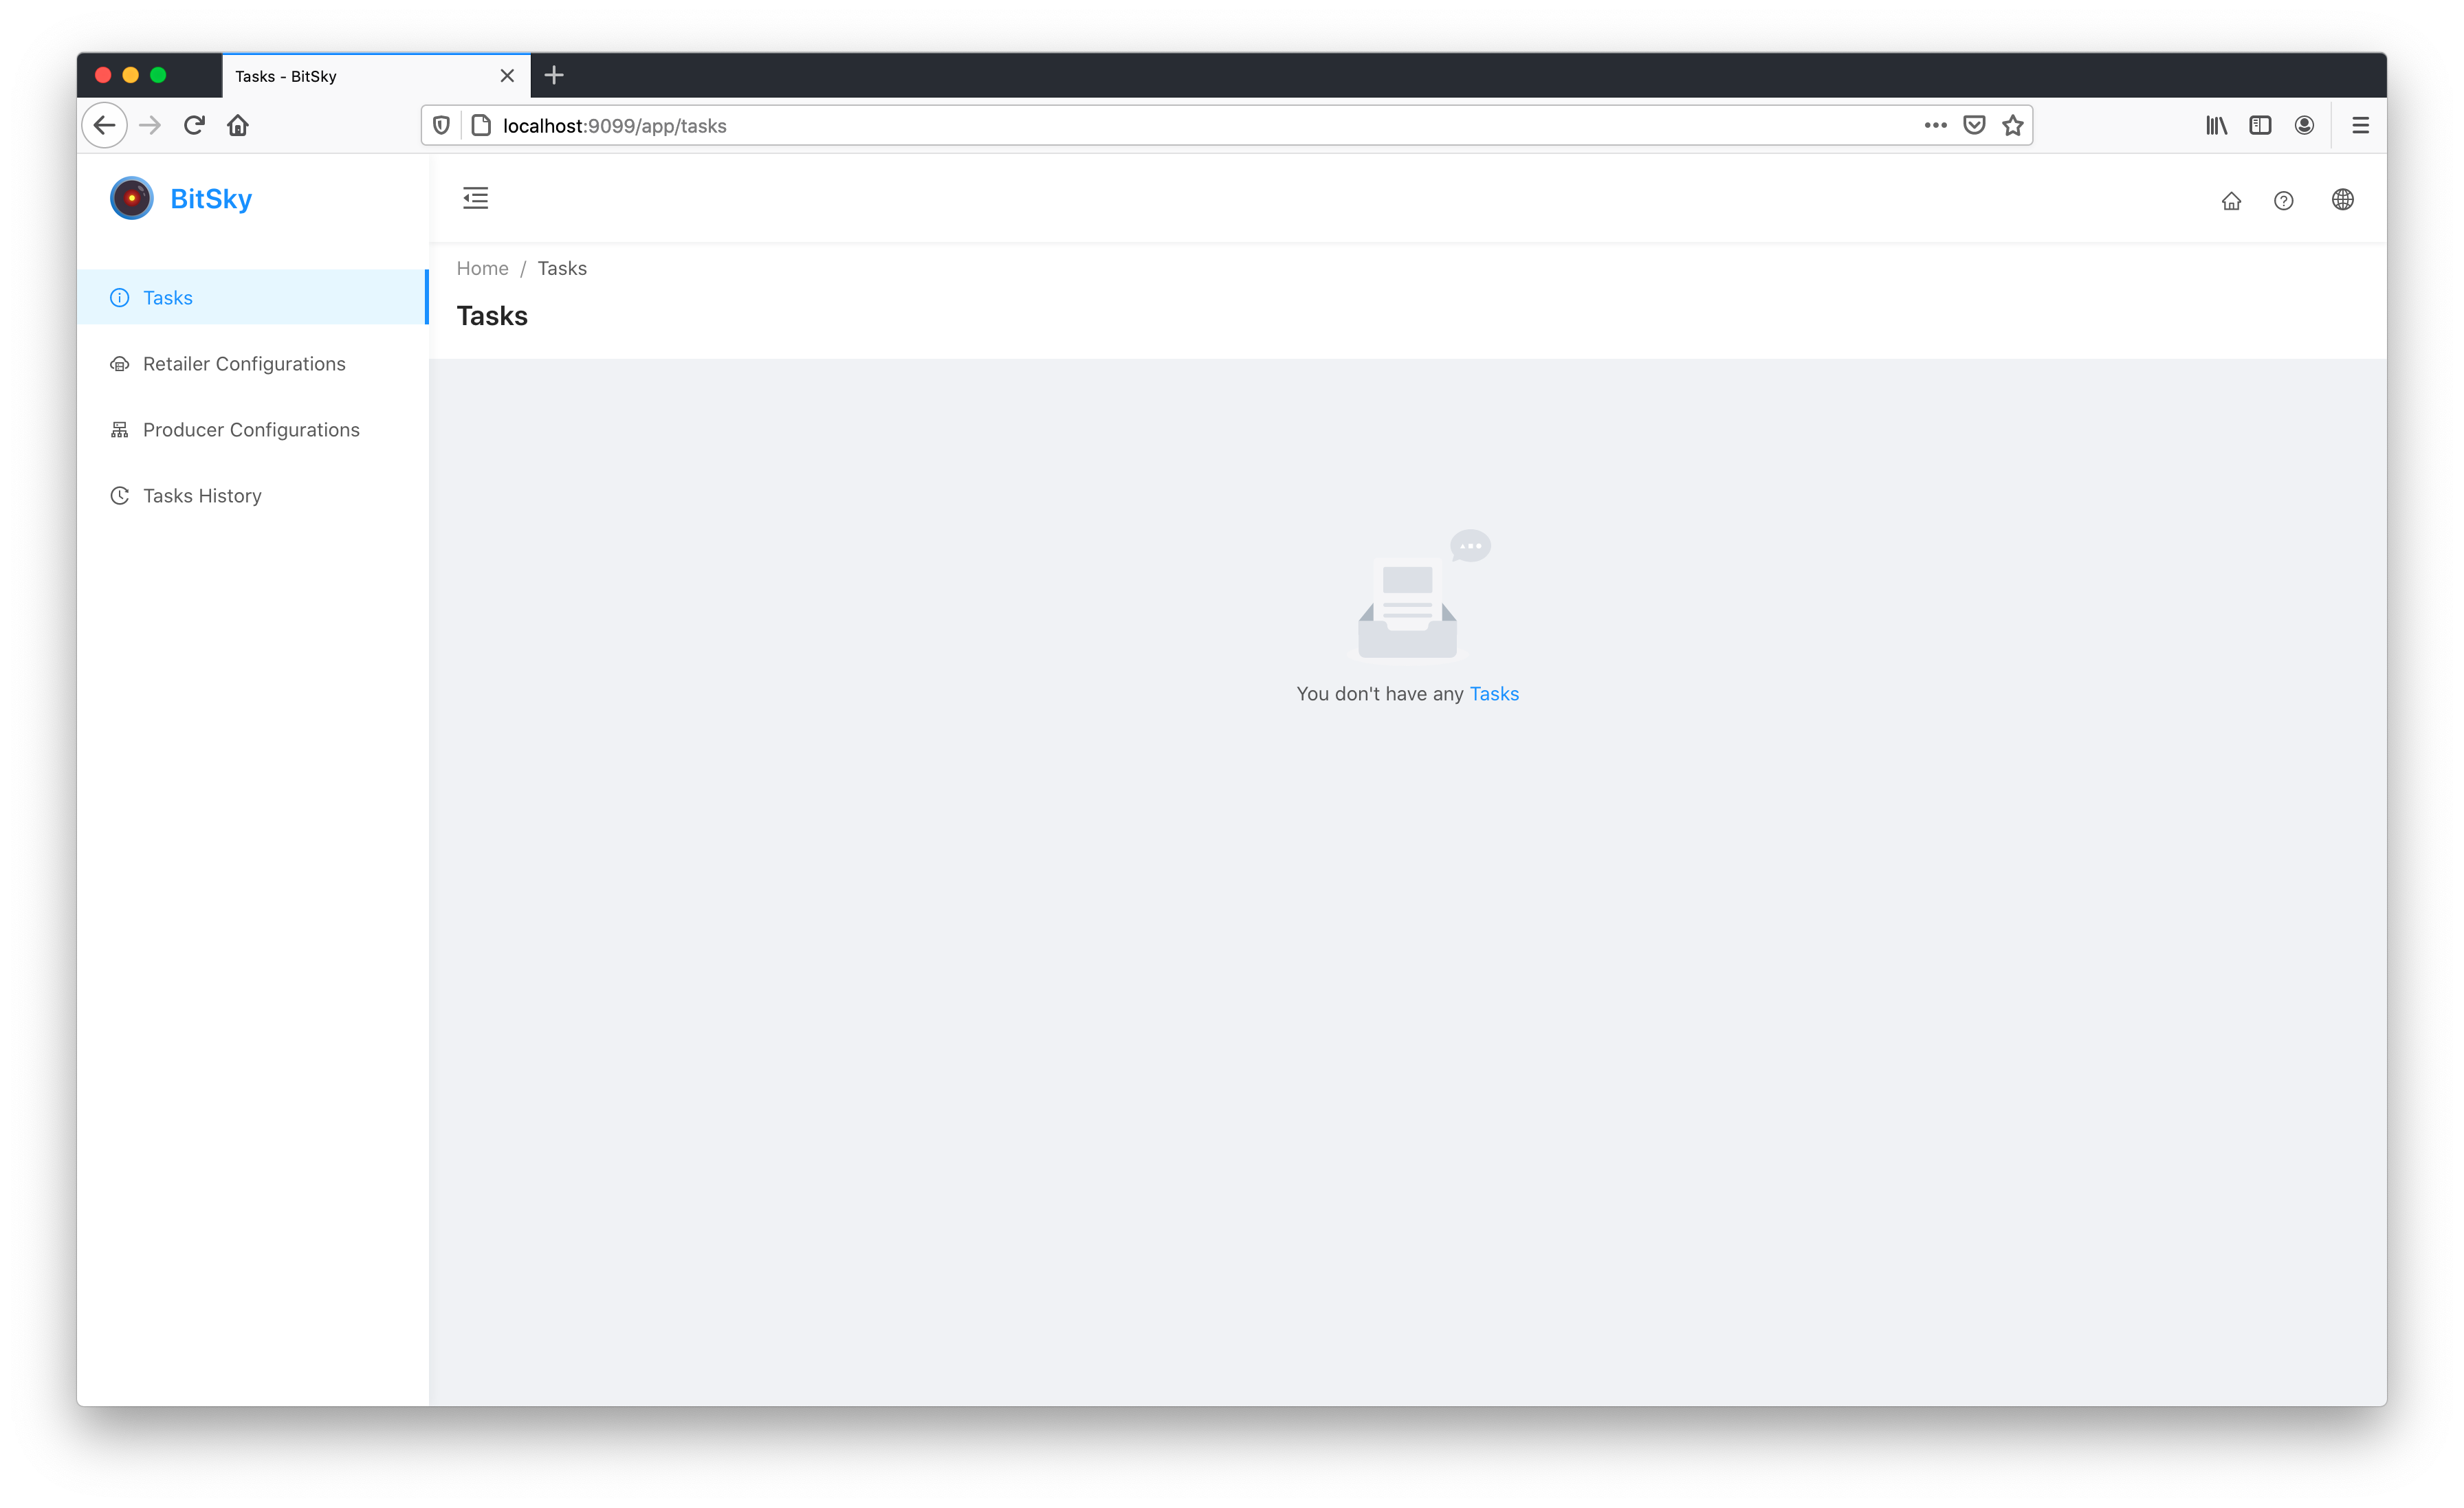 Tasks - BitSky
localhost:9099/app/tasks
BitSky
Home / Tasks
Tasks
Tasks
Retailer Configurations
Producer Configurations
Tasks History
You don't have any Tasks